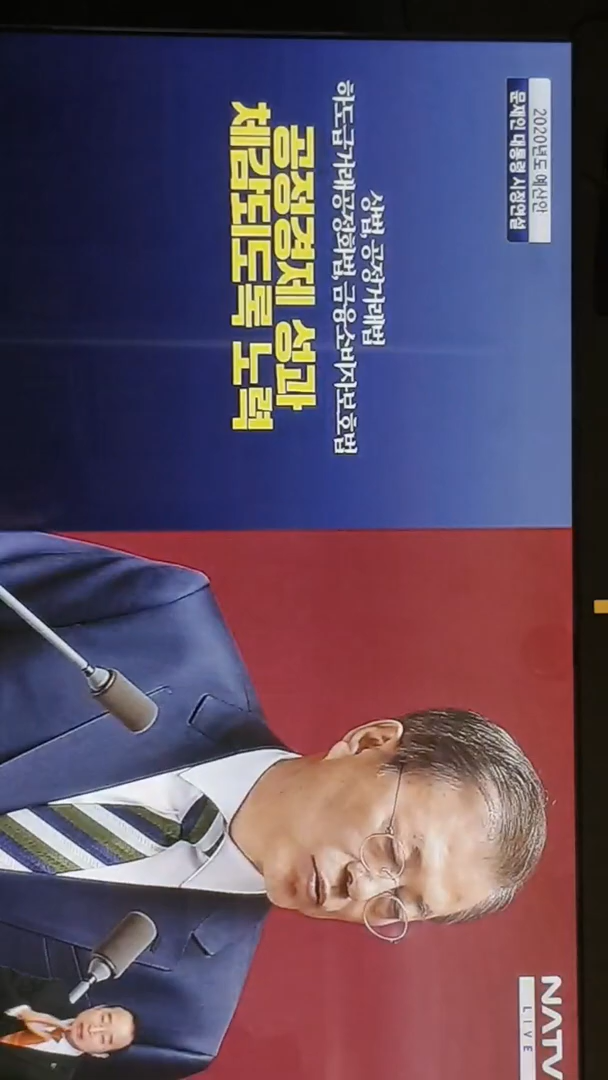 2020년도 예산안
문재인 대통령 시정연설
상법, 공정거래법
하도급거래공정화법, 금융소비자보호법
공정경제 성과
체감되도록 노력
NATV
LIVE